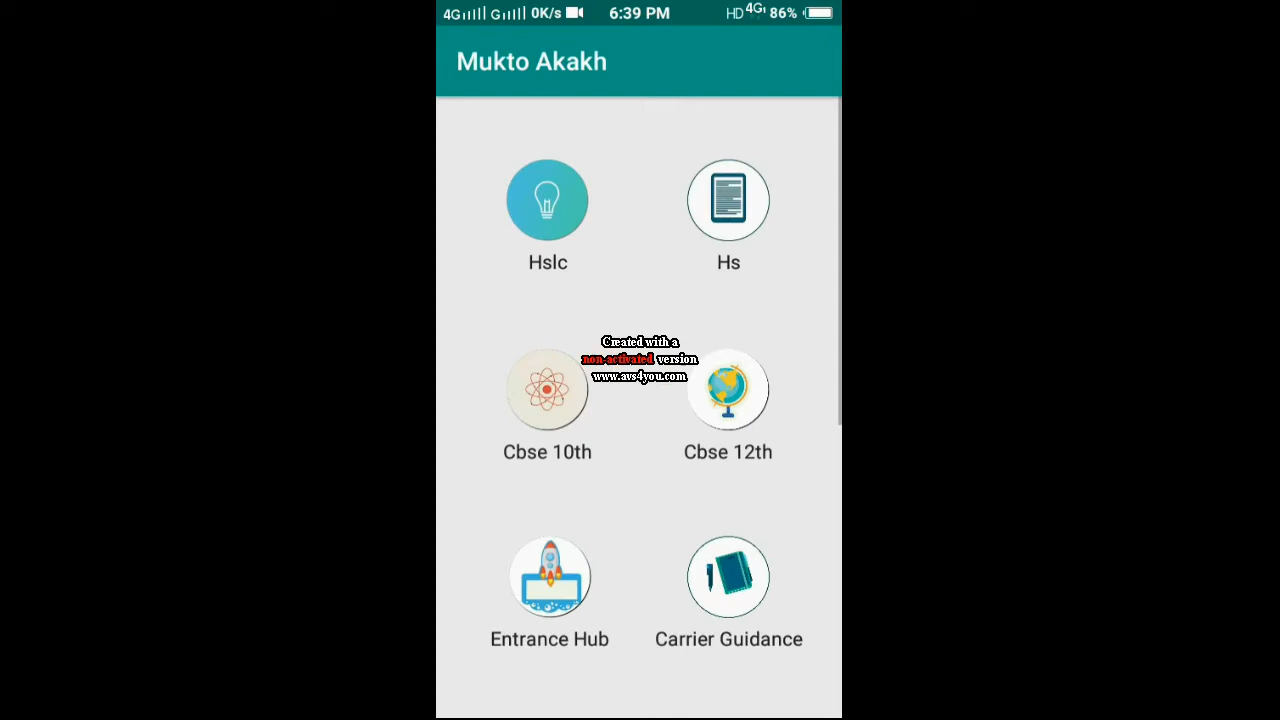 4G G 0K/s 6:39 PM HD 4G 86%
Mukto Akakh
Hslc Hs
Created with a
non-activated version
www.avs4you.com
Cbse 10th Cbse 12th
Entrance Hub Carrier Guidance